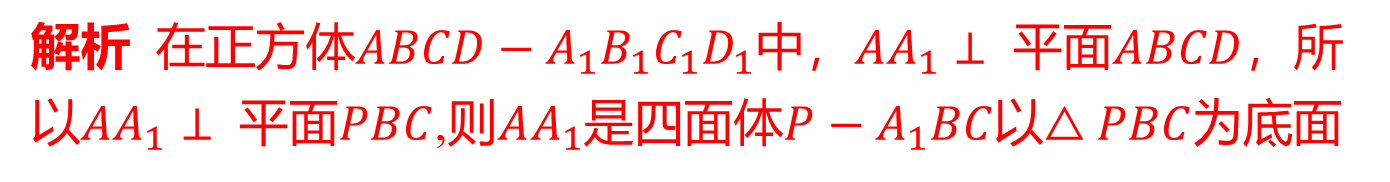 解析 在正方体ABCD − A₁B₁C₁D₁中，AA₁ ⊥ 平面ABCD，所
以AA₁ ⊥ 平面PBC,则AA₁是四面体P − A₁BC以△ PBC为底面